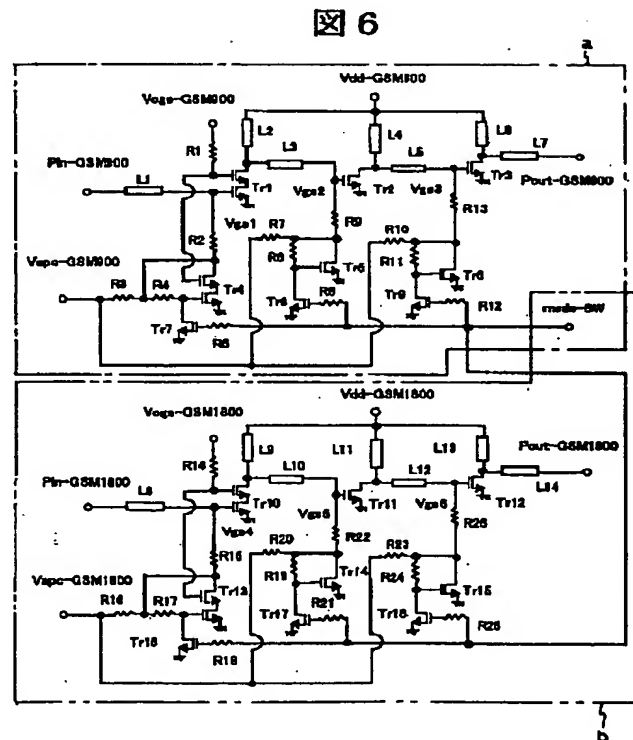 図6
a
Vdd-GSM900
Vcgs-GSM900
L2
L3
L4
L5
L6
L7
R1
Pin-GSM900
L1
Tr1
Tr2
Tr3
Vgs2
Vgs3
Pout-GSM900
R2
Vgs1
R7
R9
R10
R13
Vapc-GSM900
R3
R4
Tr4
R6
Tr5
R11
Tr6
Tr7
R5
Tr8
Tr9
R12
mode-SW
Vdd-GSM1800
Vcgs-GSM1800
L9
L10
L11
L12
L13
Pout-GSM1800
R14
Pin-GSM1800
L8
Tr10
Tr11
Tr12
L14
Vgs4
Vgs5
Vgs6
R15
R20
R22
R23
R26
Vapc-GSM1800
R16
R17
Tr13
R19
Tr14
R24
Tr15
Tr16
R18
Tr17
R21
Tr18
R25
b